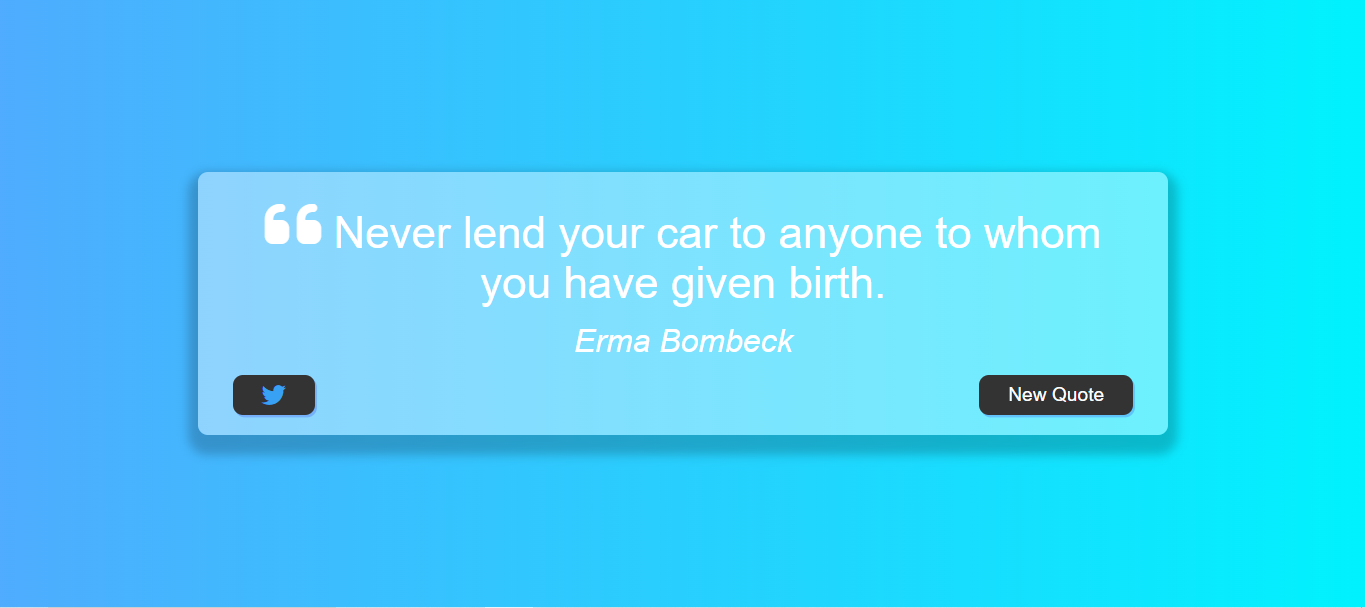 “ Never lend your car to anyone to whom
you have given birth.
Erma Bombeck
New Quote